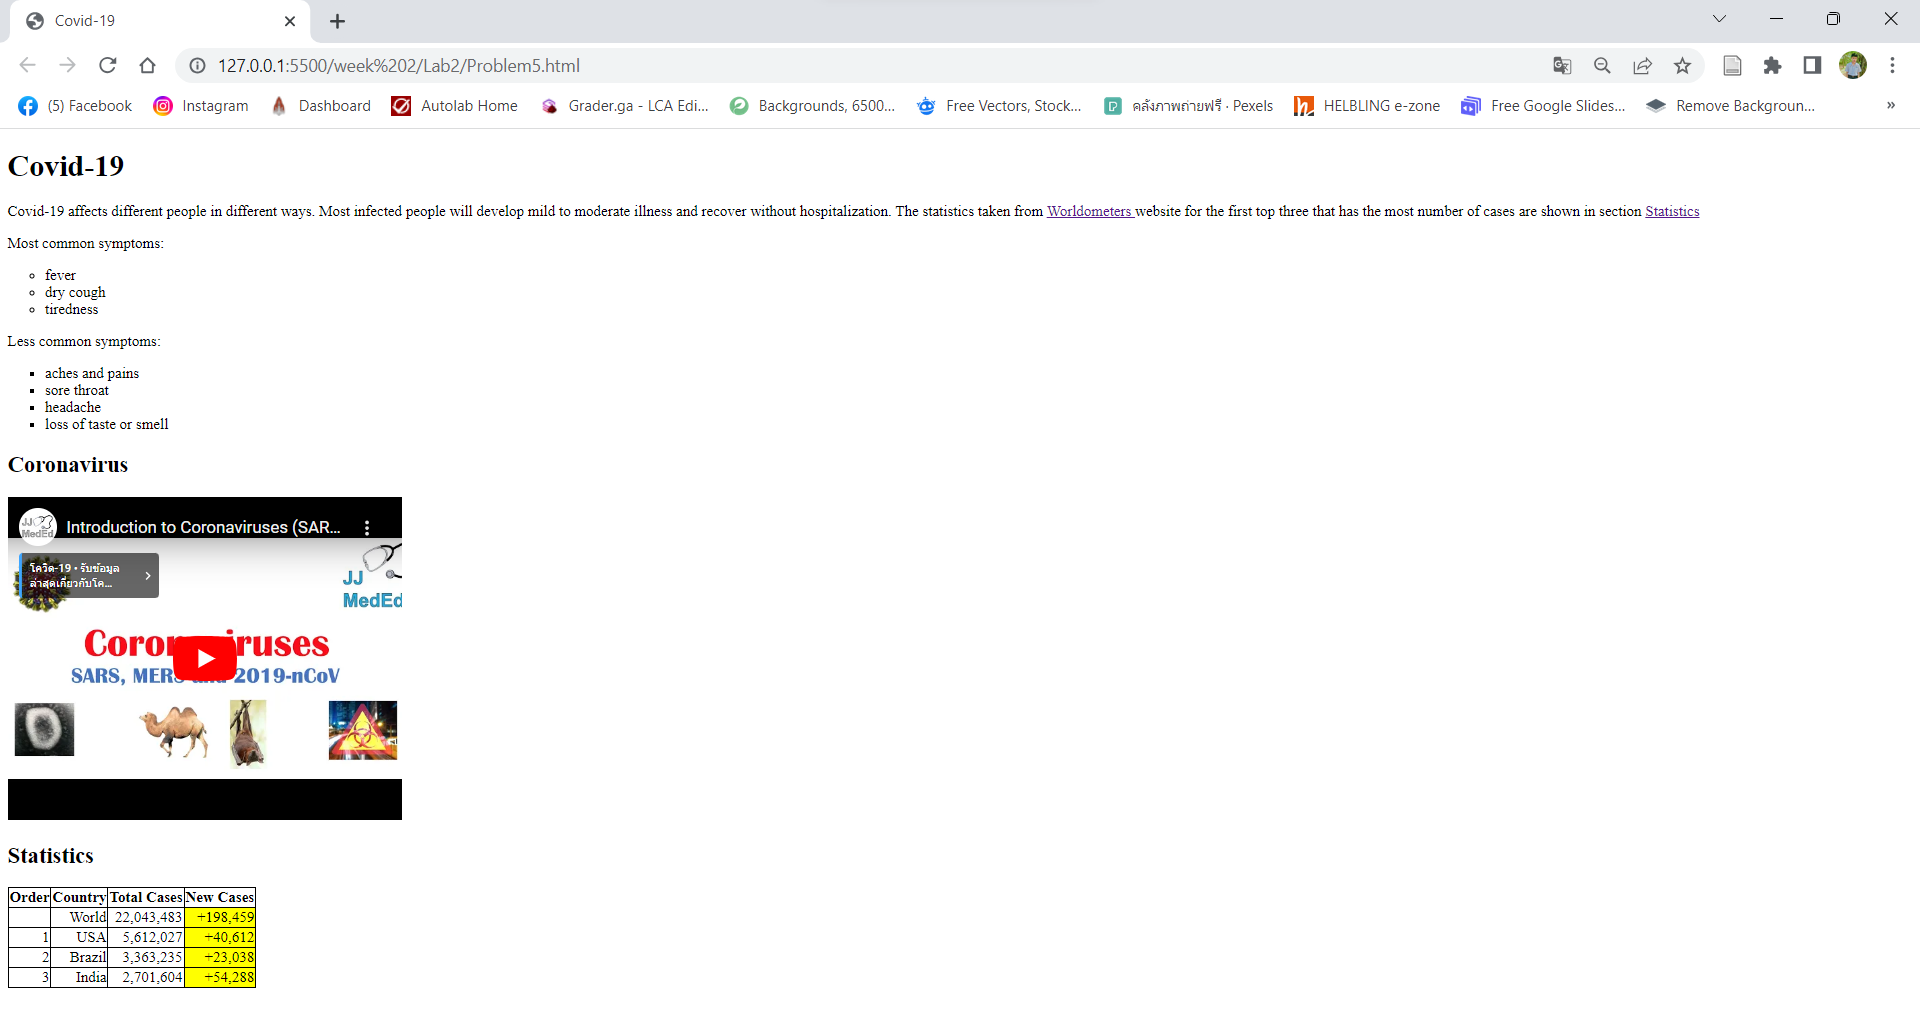 Covid-19
127.0.0.1:5500/week%202/Lab2/Problem5.html
(5) Facebook Instagram Dashboard Autolab Home Grader.ga - LCA Edi... Backgrounds, 6500... Free Vectors, Stock... คลังภาพถ่ายฟรี · Pexels HELBLING e-zone Free Google Slides... Remove Backgroun... »
Covid-19
Covid-19 affects different people in different ways. Most infected people will develop mild to moderate illness and recover without hospitalization. The statistics taken from Worldometers website for the first top three that has the most number of cases are shown in section Statistics
Most common symptoms:
fever
dry cough
tiredness
Less common symptoms:
aches and pains
sore throat
headache
loss of taste or smell
Coronavirus
JJ MedEd Introduction to Coronaviruses (SAR...
โควิด-19 • รับข้อมูล
ล่าสุดเกี่ยวกับโค...
JJ
MedEd
SARS, MERS and 2019-nCoV
Statistics
Order Country Total Cases New Cases
World 22,043,483 +198,459
1 USA 5,612,027 +40,612
2 Brazil 3,363,235 +23,038
3 India 2,701,604 +54,288